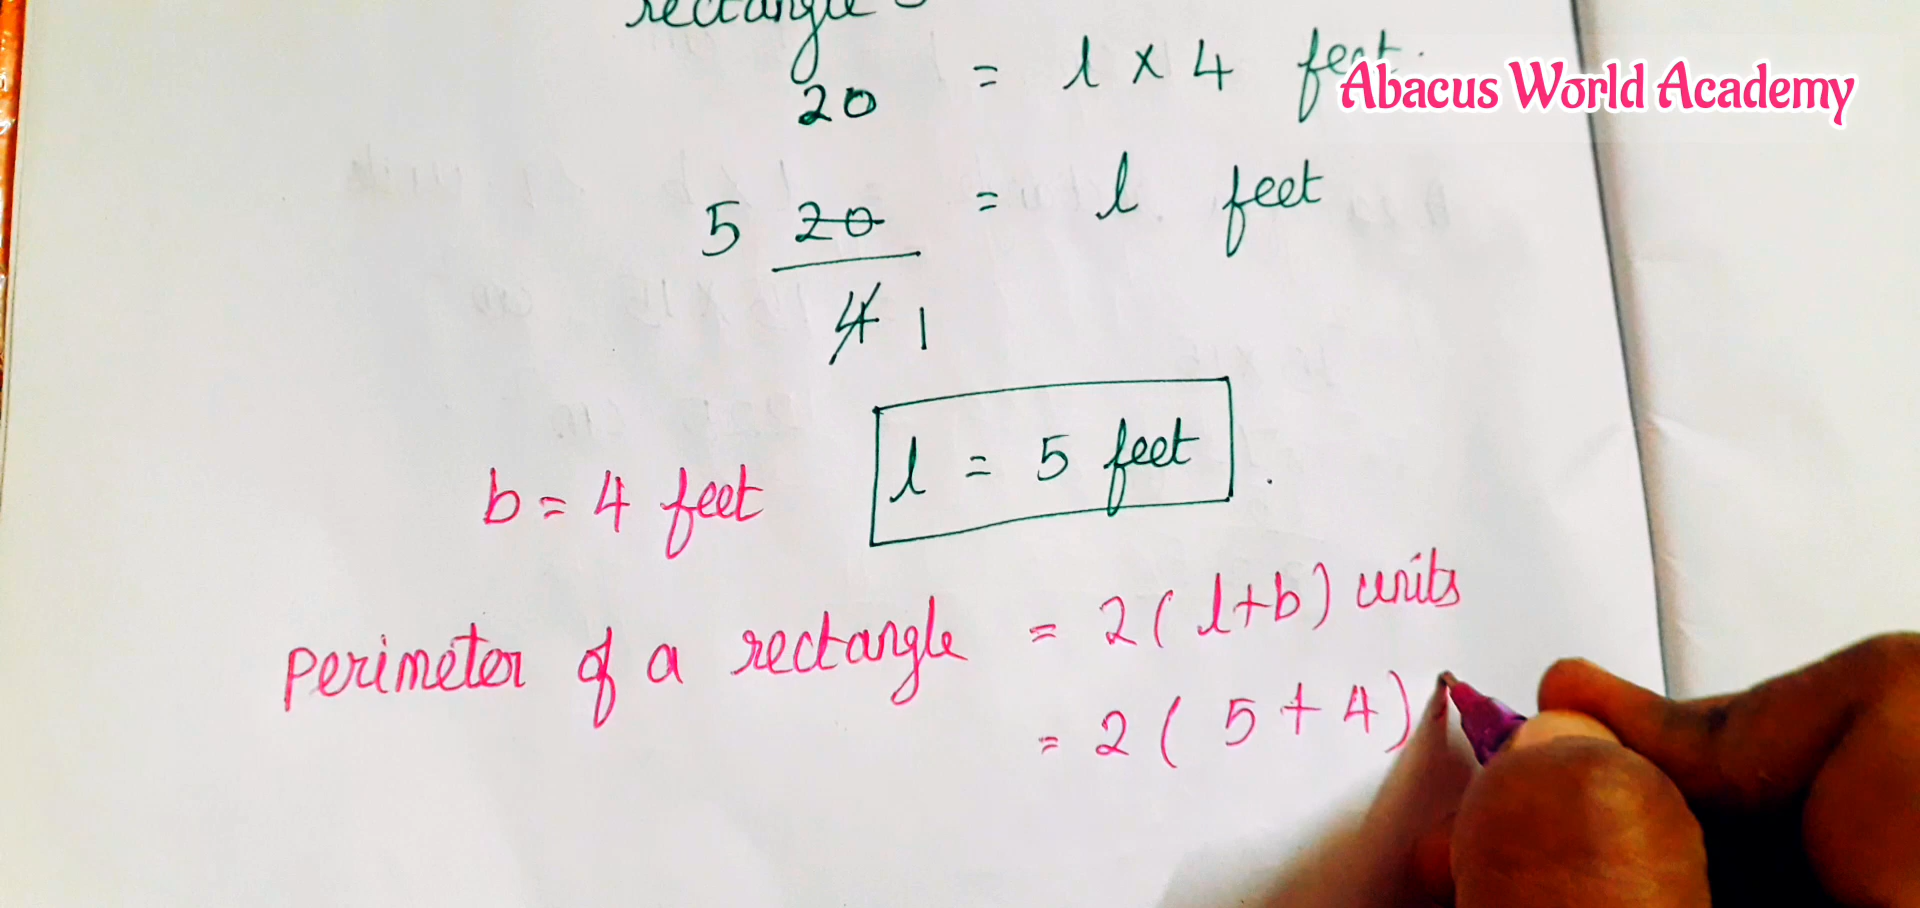 rectangle
20 = l × 4 feet.
Abacus World Academy
5 20 = l feet
4 1
l = 5 feet.
b = 4 feet
perimeter of a rectangle = 2 ( l+b ) units
= 2 ( 5 + 4 )